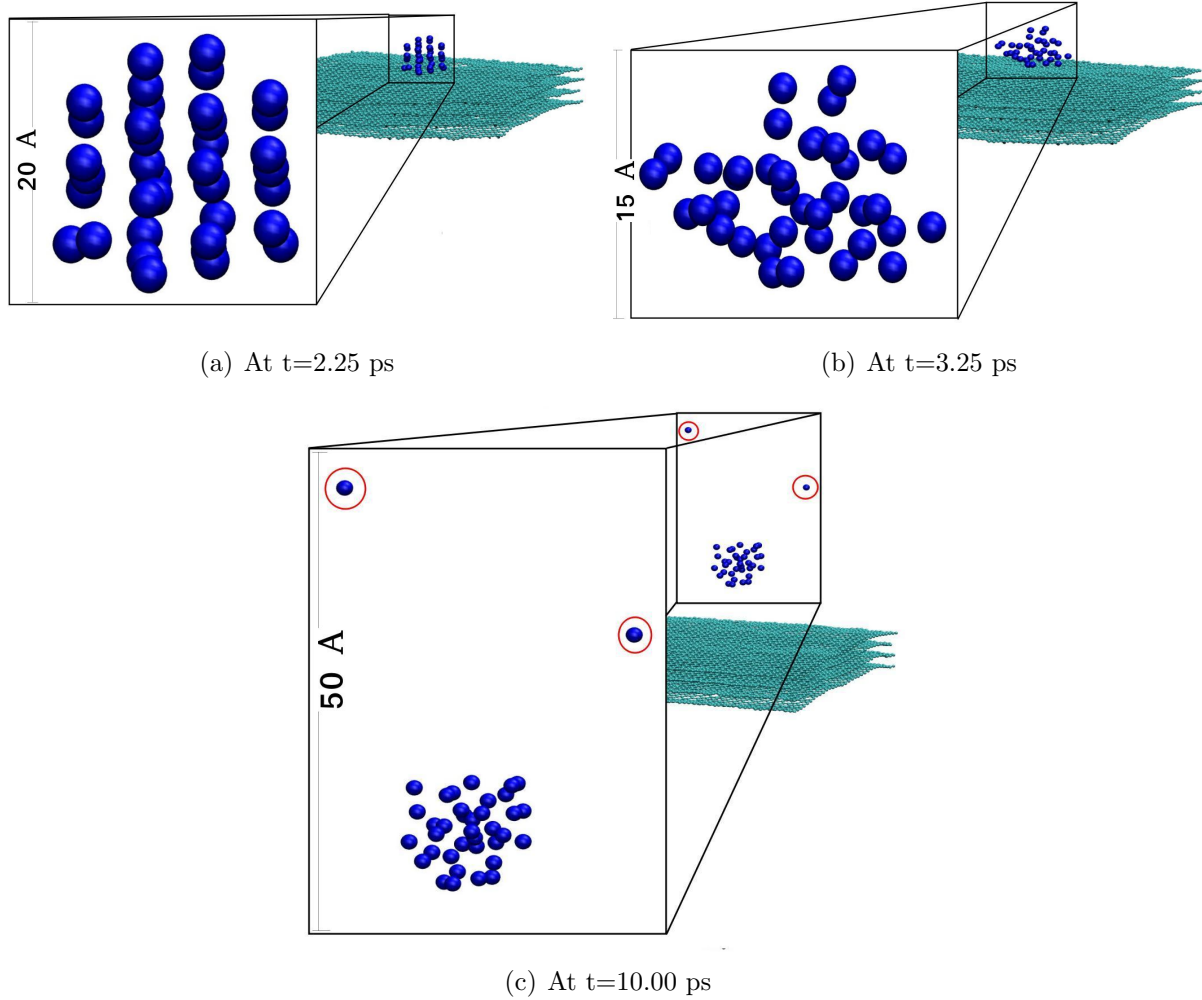 20 A
15 A
(a) At t=2.25 ps
(b) At t=3.25 ps
50 A
(c) At t=10.00 ps